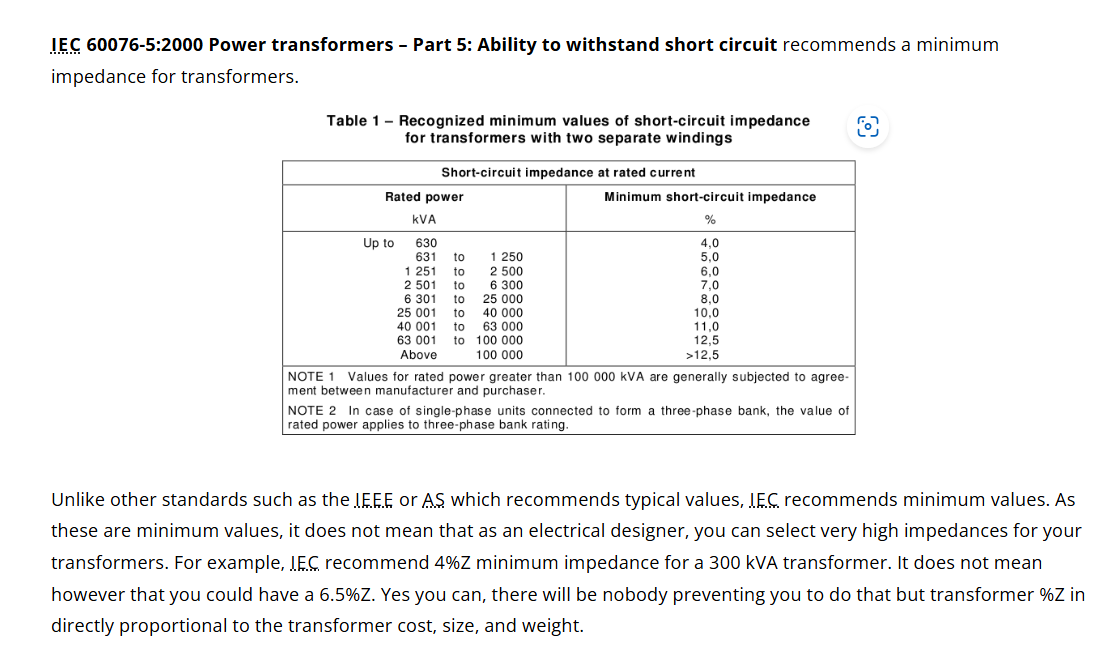 IEC 60076-5:2000 Power transformers – Part 5: Ability to withstand short circuit recommends a minimum
impedance for transformers.
Table 1 – Recognized minimum values of short-circuit impedance
for transformers with two separate windings
Short-circuit impedance at rated current
Rated power Minimum short-circuit impedance
kVA %
Up to 630 4,0
631 to 1 250 5,0
1 251 to 2 500 6,0
2 501 to 6 300 7,0
6 301 to 25 000 8,0
25 001 to 40 000 10,0
40 001 to 63 000 11,0
63 001 to 100 000 12,5
Above 100 000 >12,5
NOTE 1 Values for rated power greater than 100 000 kVA are generally subjected to agree-
ment between manufacturer and purchaser.
NOTE 2 In case of single-phase units connected to form a three-phase bank, the value of
rated power applies to three-phase bank rating.
Unlike other standards such as the IEEE or AS which recommends typical values, IEC recommends minimum values. As
these are minimum values, it does not mean that as an electrical designer, you can select very high impedances for your
transformers. For example, IEC recommend 4%Z minimum impedance for a 300 kVA transformer. It does not mean
however that you could have a 6.5%Z. Yes you can, there will be nobody preventing you to do that but transformer %Z in
directly proportional to the transformer cost, size, and weight.